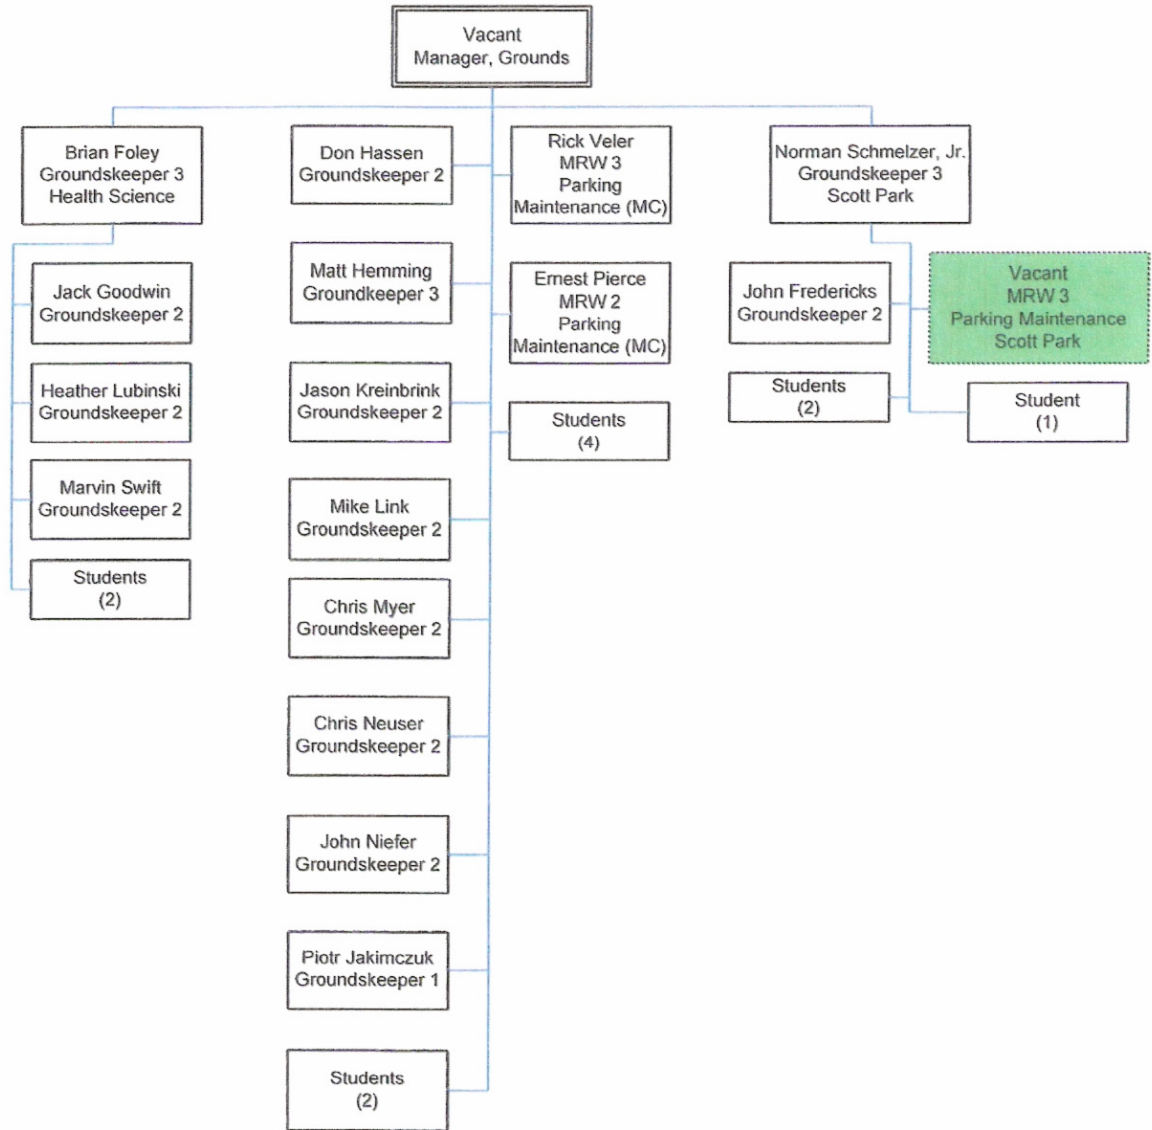 Vacant
Manager, Grounds
Brian Foley
Groundskeeper 3
Health Science
Jack Goodwin
Groundskeeper 2
Heather Lubinski
Groundskeeper 2
Marvin Swift
Groundskeeper 2
Students
(2)
Don Hassen
Groundskeeper 2
Matt Hemming
Groundkeeper 3
Jason Kreinbrink
Groundskeeper 2
Mike Link
Groundskeeper 2
Chris Myer
Groundskeeper 2
Chris Neuser
Groundskeeper 2
John Niefer
Groundskeeper 2
Piotr Jakimczuk
Groundskeeper 1
Students
(2)
Rick Veler
MRW 3
Parking
Maintenance (MC)
Ernest Pierce
MRW 2
Parking
Maintenance (MC)
Students
(4)
Norman Schmelzer, Jr.
Groundskeeper 3
Scott Park
John Fredericks
Groundskeeper 2
Students
(2)
Vacant
MRW 3
Parking Maintenance
Scott Park
Student
(1)